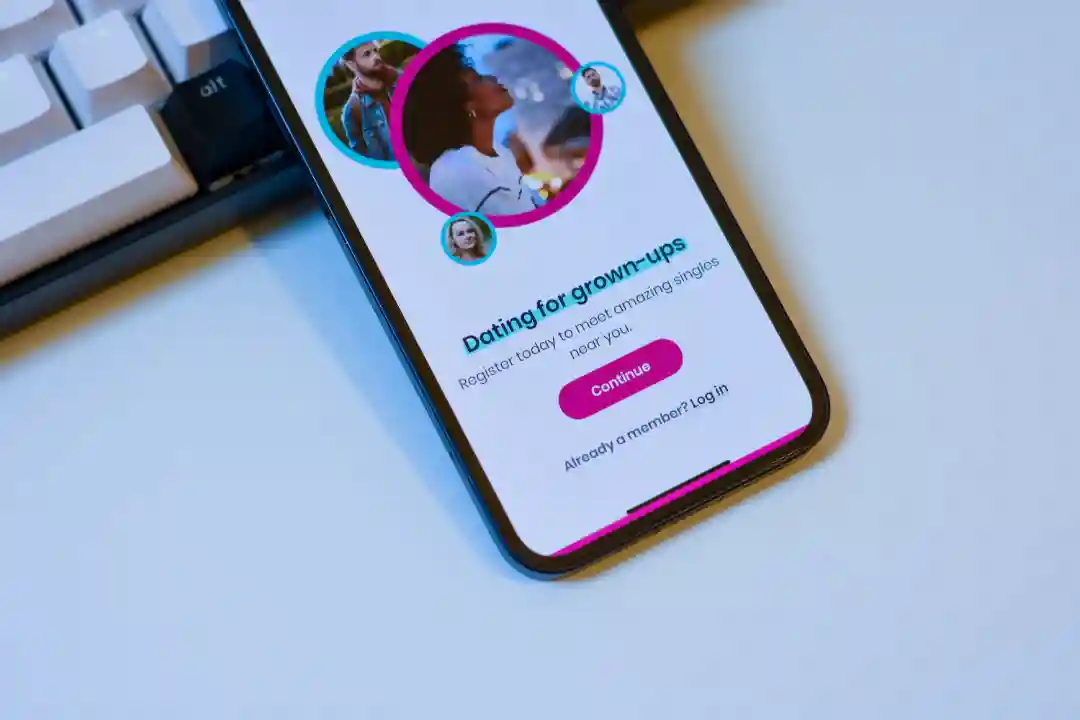 alt
Dating for grown-ups
Register today to meet amazing singles
near you.
Continue
Already a member? Log in